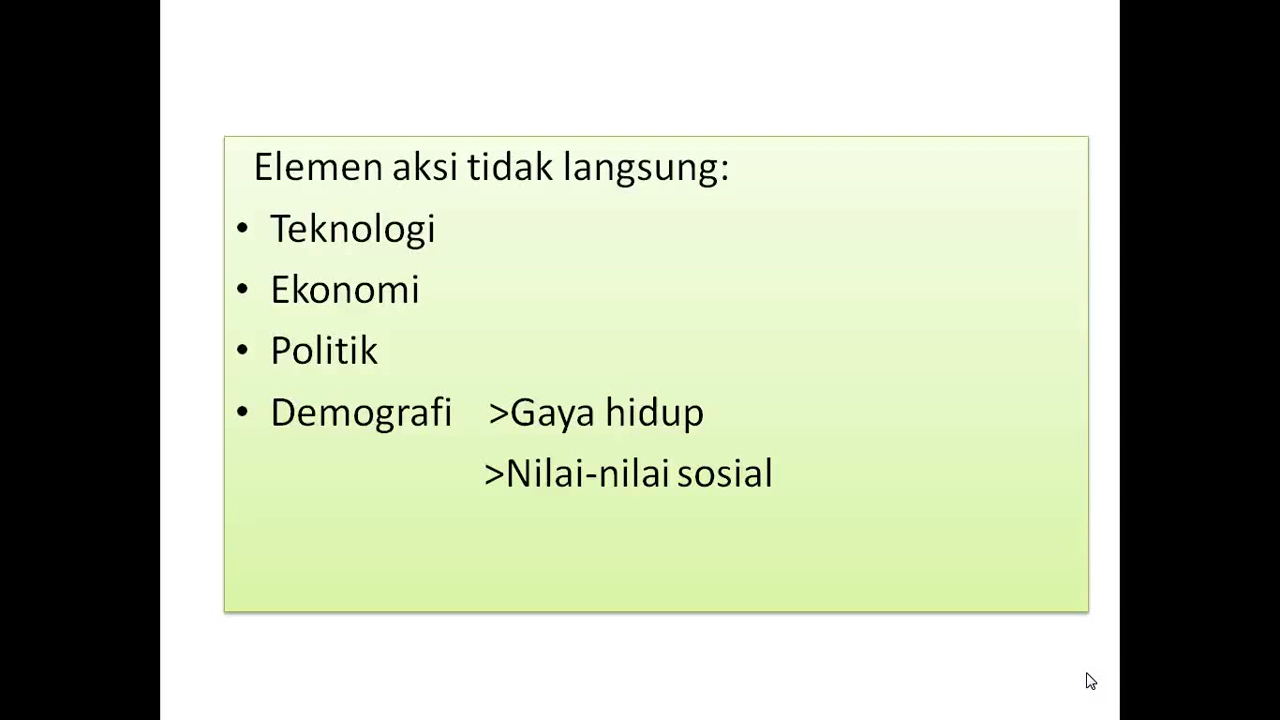 Elemen aksi tidak langsung:
• Teknologi
• Ekonomi
• Politik
• Demografi >Gaya hidup
>Nilai-nilai sosial